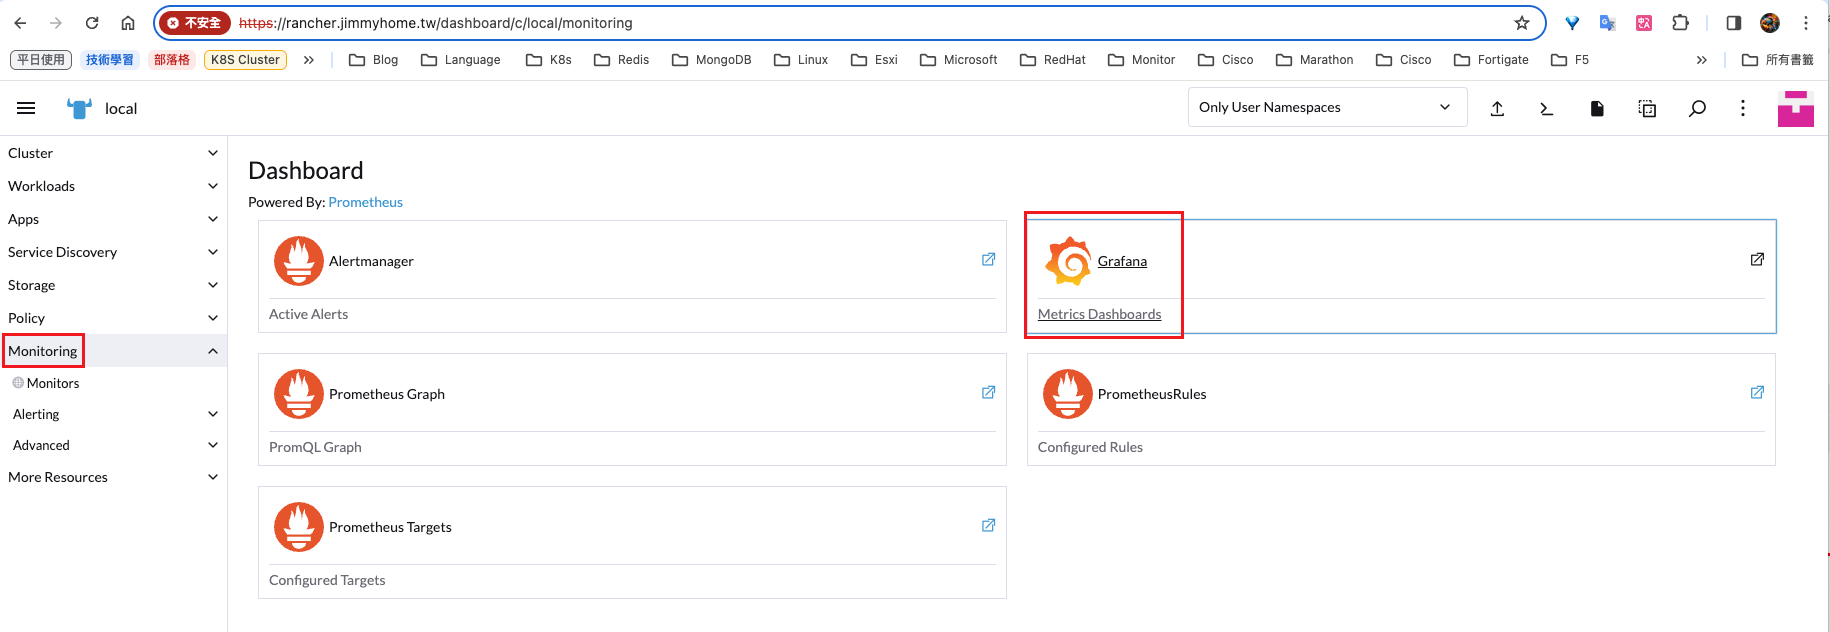 不安全 https://rancher.jimmyhome.tw/dashboard/c/local/monitoring
平日使用 技術學習 部落格 K8S Cluster » Blog Language K8s Redis MongoDB Linux Esxi Microsoft RedHat Monitor Cisco Marathon Cisco Fortigate F5 » 所有書籤
local Only User Namespaces
Cluster
Workloads
Apps
Service Discovery
Storage
Policy
Monitoring
Monitors
Alerting
Advanced
More Resources
Dashboard
Powered By: Prometheus
Alertmanager
Active Alerts
Grafana
Metrics Dashboards
Prometheus Graph
PromQL Graph
PrometheusRules
Configured Rules
Prometheus Targets
Configured Targets